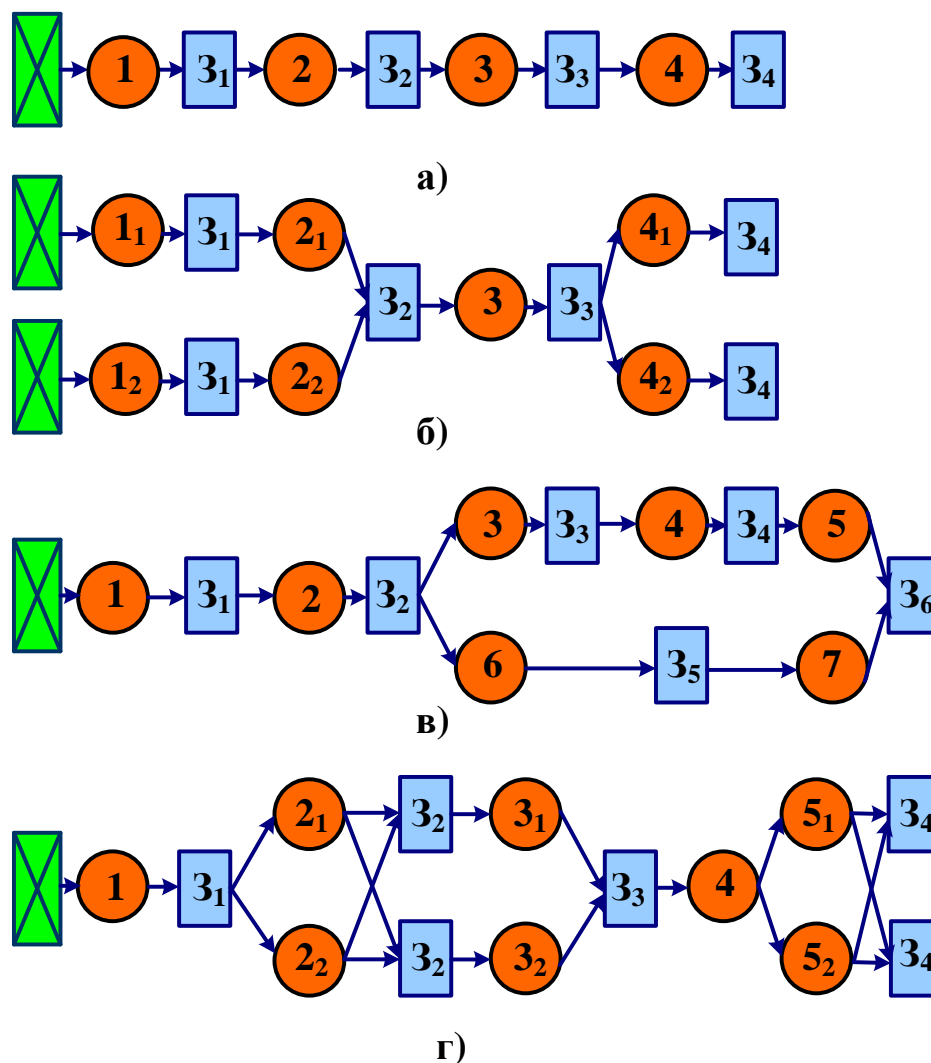 1 З₁ 2 З₂ 3 З₃ 4 З₄
а)
1₁ З₁ 2₁ 4₁ З₄
З₂ 3 З₃
1₂ З₁ 2₂ 4₂ З₄
б)
3 З₃ 4 З₄ 5
1 З₁ 2 З₂ З₆
6 З₅ 7
в)
2₁ З₂ 3₁ 5₁ З₄
1 З₁ З₃ 4
2₂ З₂ 3₂ 5₂ З₄
г)